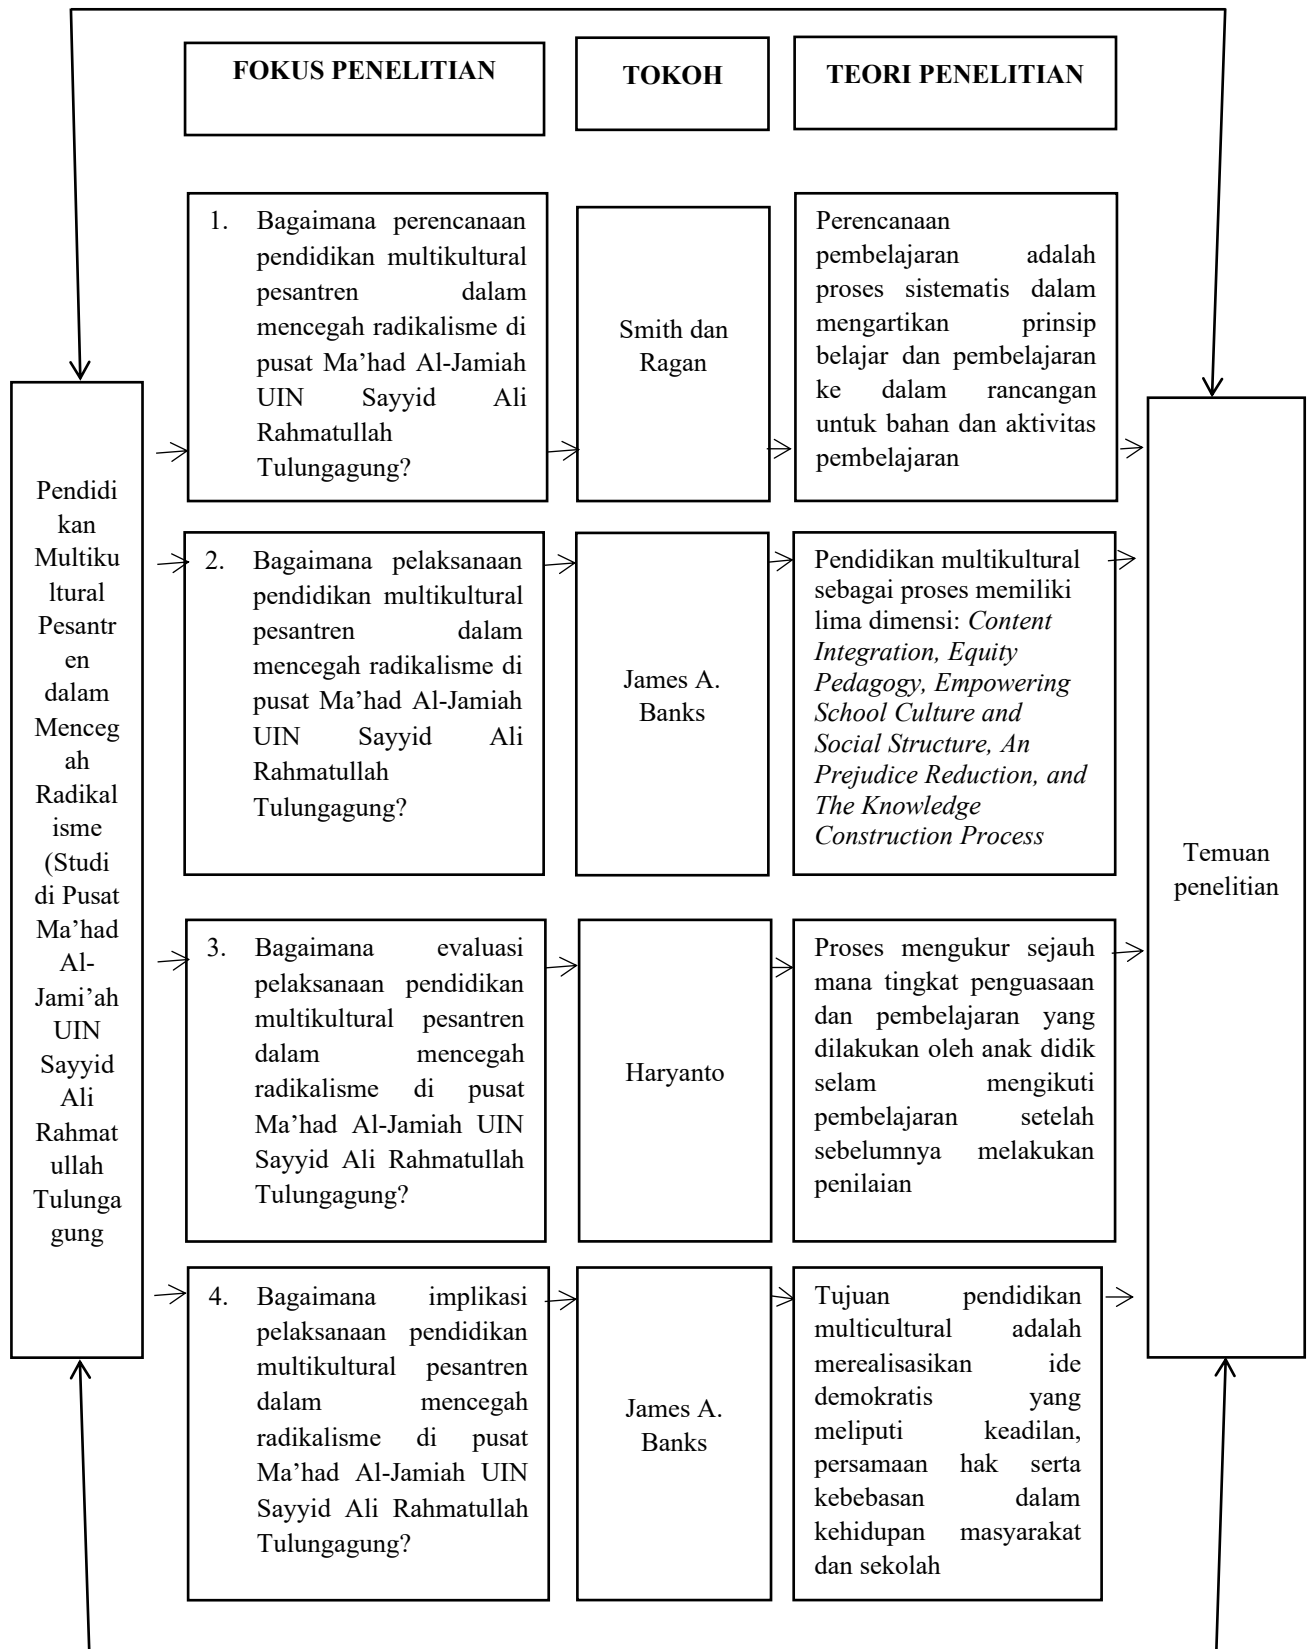 FOKUS PENELITIAN
TOKOH
TEORI PENELITIAN
Pendidi
kan
Multiku
ltural
Pesantr
en
dalam
Menceg
ah
Radikal
isme
(Studi
di Pusat
Ma’had
Al-
Jami’ah
UIN
Sayyid
Ali
Rahmat
ullah
Tulunga
gung
1. Bagaimana perencanaan
pendidikan multikultural
pesantren dalam
mencegah radikalisme di
pusat Ma’had Al-Jamiah
UIN Sayyid Ali
Rahmatullah
Tulungagung?
Smith dan
Ragan
Perencanaan
pembelajaran adalah
proses sistematis dalam
mengartikan prinsip
belajar dan pembelajaran
ke dalam rancangan
untuk bahan dan aktivitas
pembelajaran
2. Bagaimana pelaksanaan
pendidikan multikultural
pesantren dalam
mencegah radikalisme di
pusat Ma’had Al-Jamiah
UIN Sayyid Ali
Rahmatullah
Tulungagung?
James A.
Banks
Pendidikan multikultural
sebagai proses memiliki
lima dimensi: Content
Integration, Equity
Pedagogy, Empowering
School Culture and
Social Structure, An
Prejudice Reduction, and
The Knowledge
Construction Process
3. Bagaimana evaluasi
pelaksanaan pendidikan
multikultural pesantren
dalam mencegah
radikalisme di pusat
Ma’had Al-Jamiah UIN
Sayyid Ali Rahmatullah
Tulungagung?
Haryanto
Proses mengukur sejauh
mana tingkat penguasaan
dan pembelajaran yang
dilakukan oleh anak didik
selam mengikuti
pembelajaran setelah
sebelumnya melakukan
penilaian
4. Bagaimana implikasi
pelaksanaan pendidikan
multikultural pesantren
dalam mencegah
radikalisme di pusat
Ma’had Al-Jamiah UIN
Sayyid Ali Rahmatullah
Tulungagung?
James A.
Banks
Tujuan pendidikan
multicultural adalah
merealisasikan ide
demokratis yang
meliputi keadilan,
persamaan hak serta
kebebasan dalam
kehidupan masyarakat
dan sekolah
Temuan
penelitian